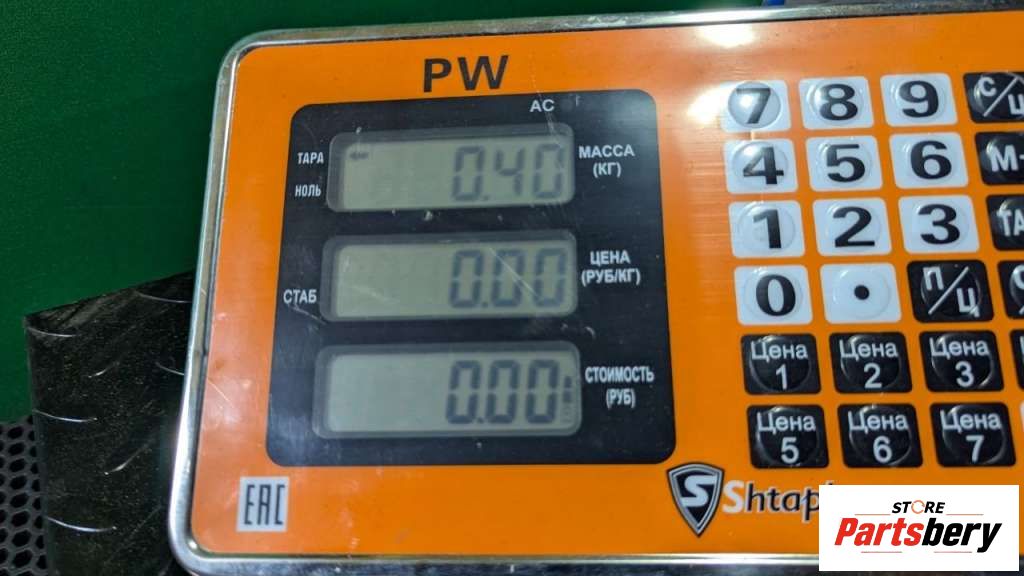 PW
AC
ТАРА
НОЛЬ
0.40
МАССА
(КГ)
СТАБ
0.00
ЦЕНА
(РУБ/КГ)
0.00
СТОИМОСТЬ
(РУБ)
7 8 9 С/Ц
4 5 6
1 2 3
0 . П/Ц
Цена 1 Цена 2 Цена 3
Цена 5 Цена 6 Цена 7
EAC
S
STORE
Partsbery